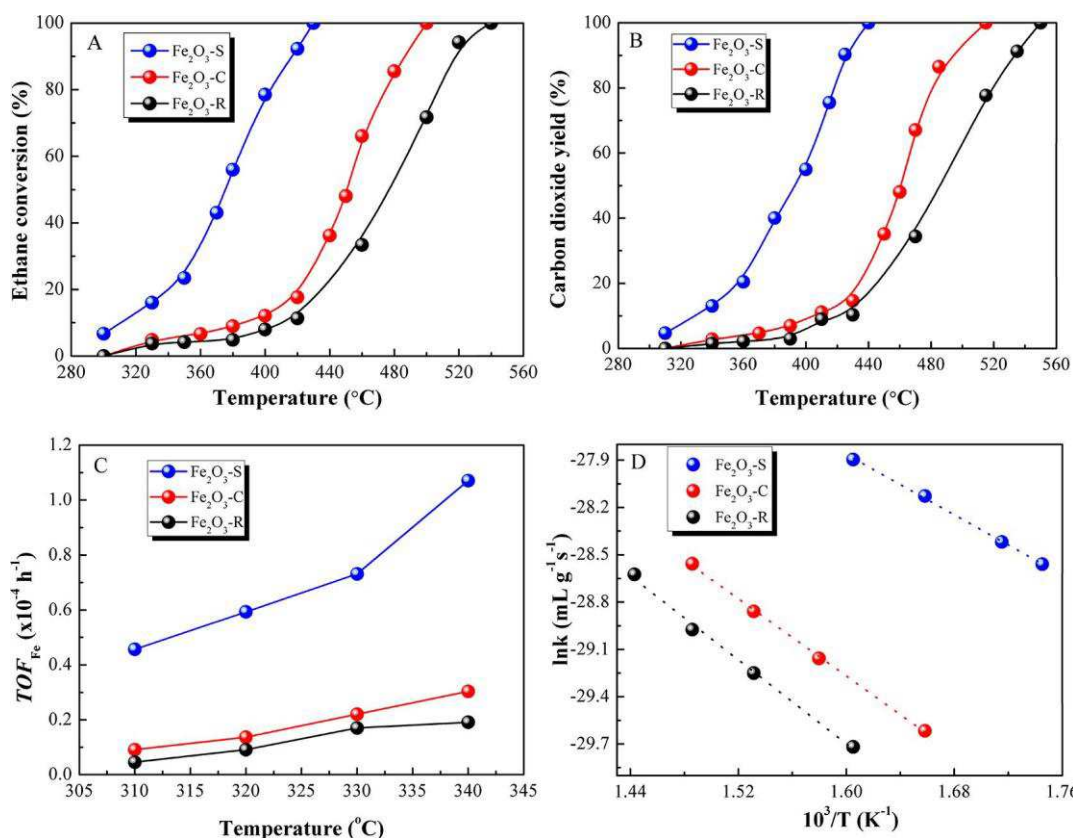 A
Fe₂O₃-S
Fe₂O₃-C
Fe₂O₃-R
Ethane conversion (%)
100
80
60
40
20
0
280 320 360 400 440 480 520 560
Temperature (°C)
B
Fe₂O₃-S
Fe₂O₃-C
Fe₂O₃-R
Carbon dioxide yield (%)
100
80
60
40
20
0
280 320 360 400 440 480 520 560
Temperature (°C)
C
Fe₂O₃-S
Fe₂O₃-C
Fe₂O₃-R
TOF_Fe (x10⁻⁴ h⁻¹)
1.2
1.0
0.8
0.6
0.4
0.2
0.0
305 310 315 320 325 330 335 340 345
Temperature (°C)
D
Fe₂O₃-S
Fe₂O₃-C
Fe₂O₃-R
lnk (mL g⁻¹ s⁻¹)
-27.9
-28.2
-28.5
-28.8
-29.1
-29.4
-29.7
1.44 1.52 1.60 1.68 1.76
10³/T (K⁻¹)